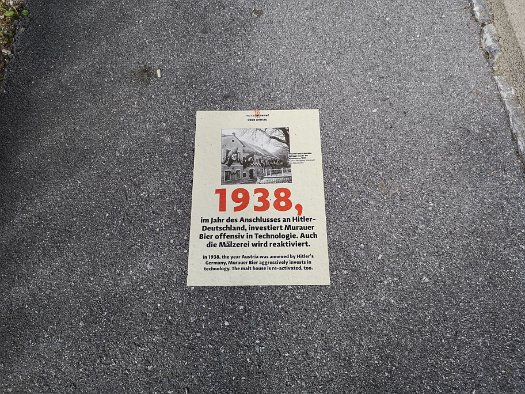 1938,
im Jahr des Anschlusses an Hitler-
Deutschland, investiert Murauer
Bier offensiv in Technologie. Auch
die Mälzerei wird reaktiviert.
In 1938, the year Austria was annexed by Hitler's
Germany, Murauer Bier aggressively invests in
technology. The malt house is re-activated, too.